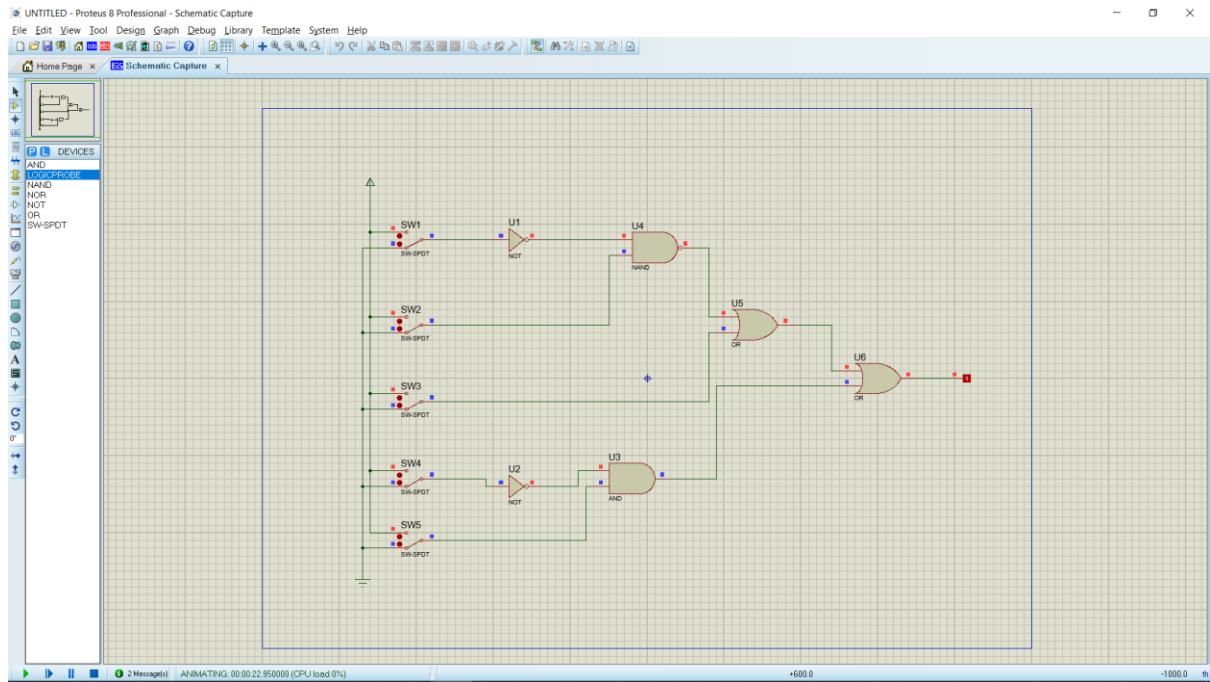 UNTITLED - Proteus 8 Professional - Schematic Capture
File Edit View Tool Design Graph Debug Library Template System Help
Home Page × Schematic Capture ×
P L DEVICES
AND
LOGICPROBE
NAND
NOR
NOT
OR
SW-SPDT
SW1
SW-SPDT
U1
NOT
U4
NAND
SW2
SW-SPDT
U5
OR
U6
OR
1
SW3
SW-SPDT
SW4
SW-SPDT
U2
NOT
U3
AND
SW5
SW-SPDT
A
0°
2 Message(s) ANIMATING: 00:00:22.950000 (CPU load 0%) +600.0 -1000.0 th